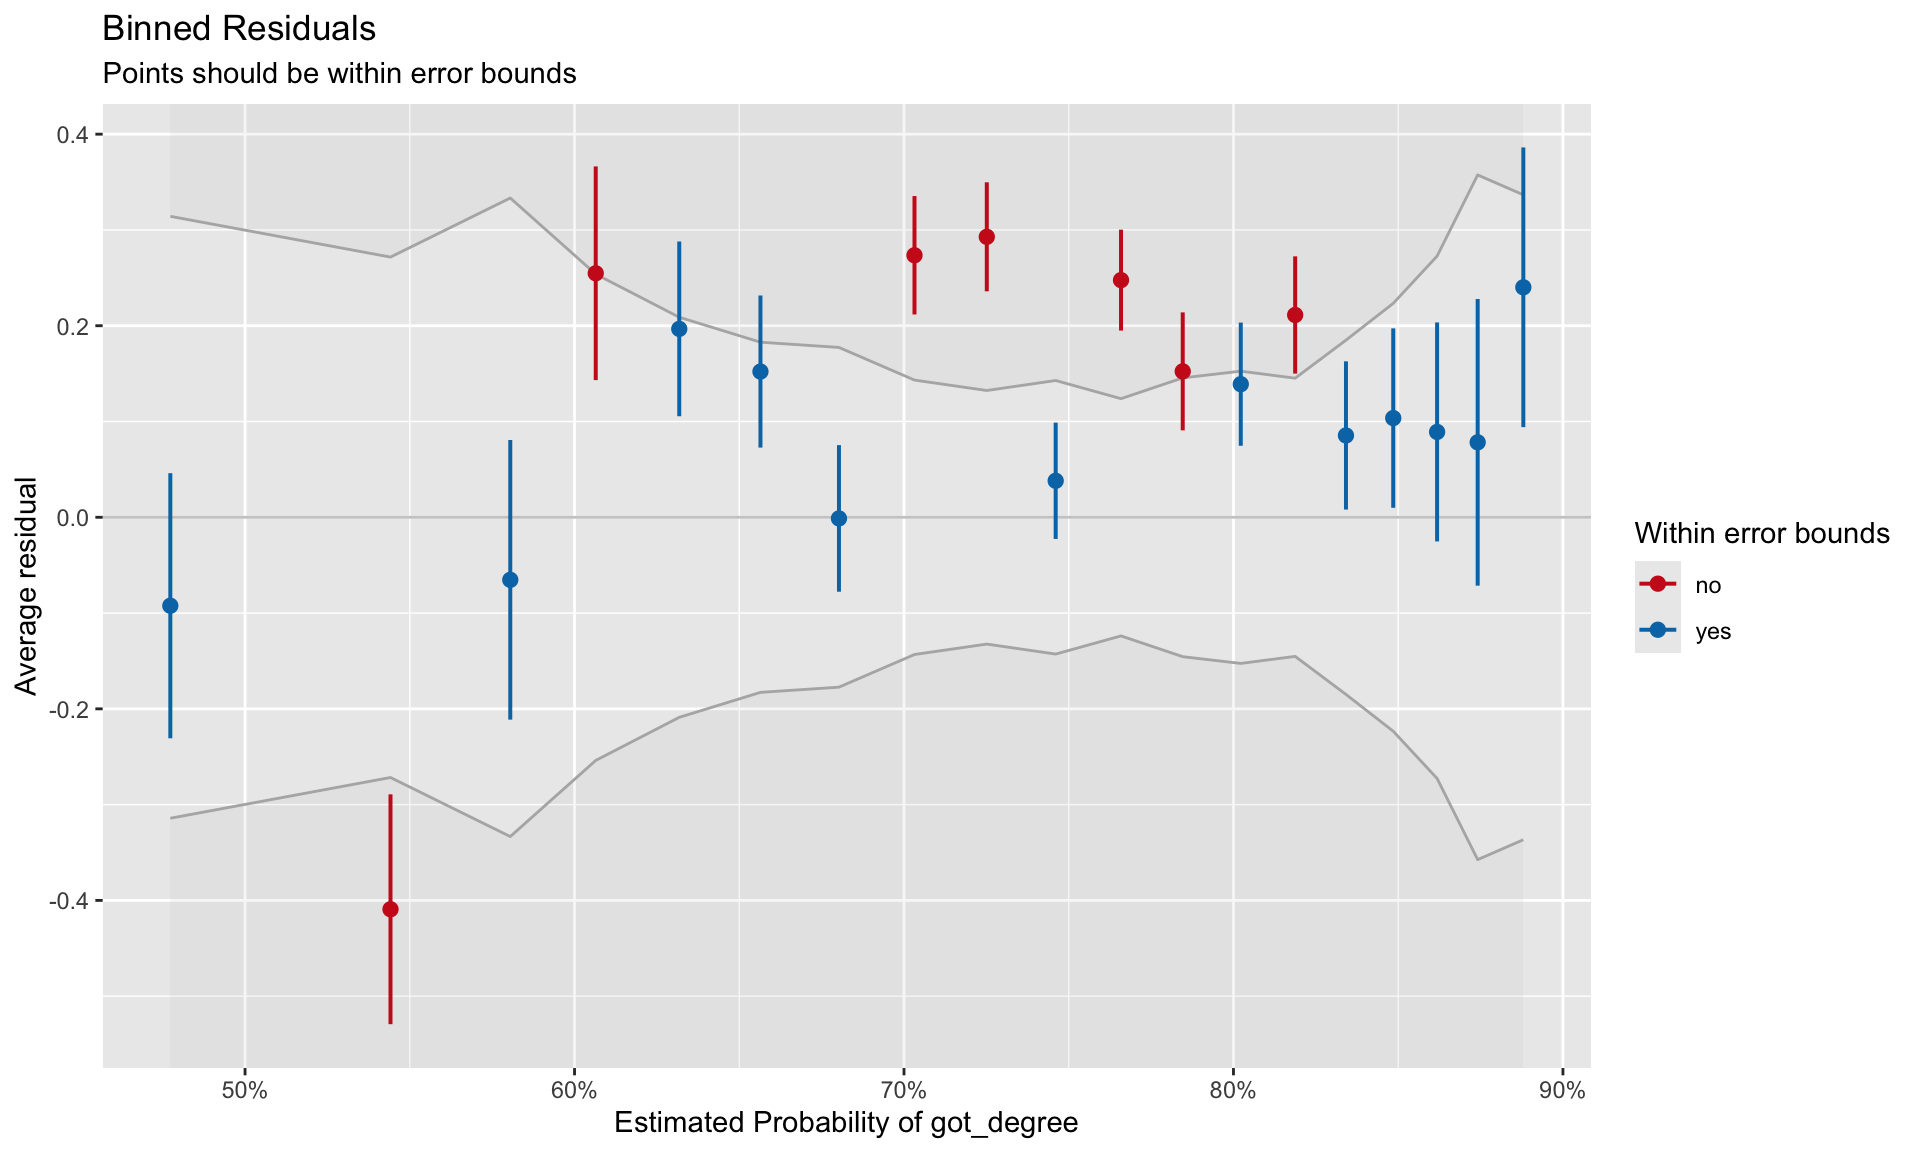 Binned Residuals
Points should be within error bounds
Average residual
0.4
0.2
0.0
-0.2
-0.4
50%
60%
70%
80%
90%
Estimated Probability of got_degree
Within error bounds
no
yes